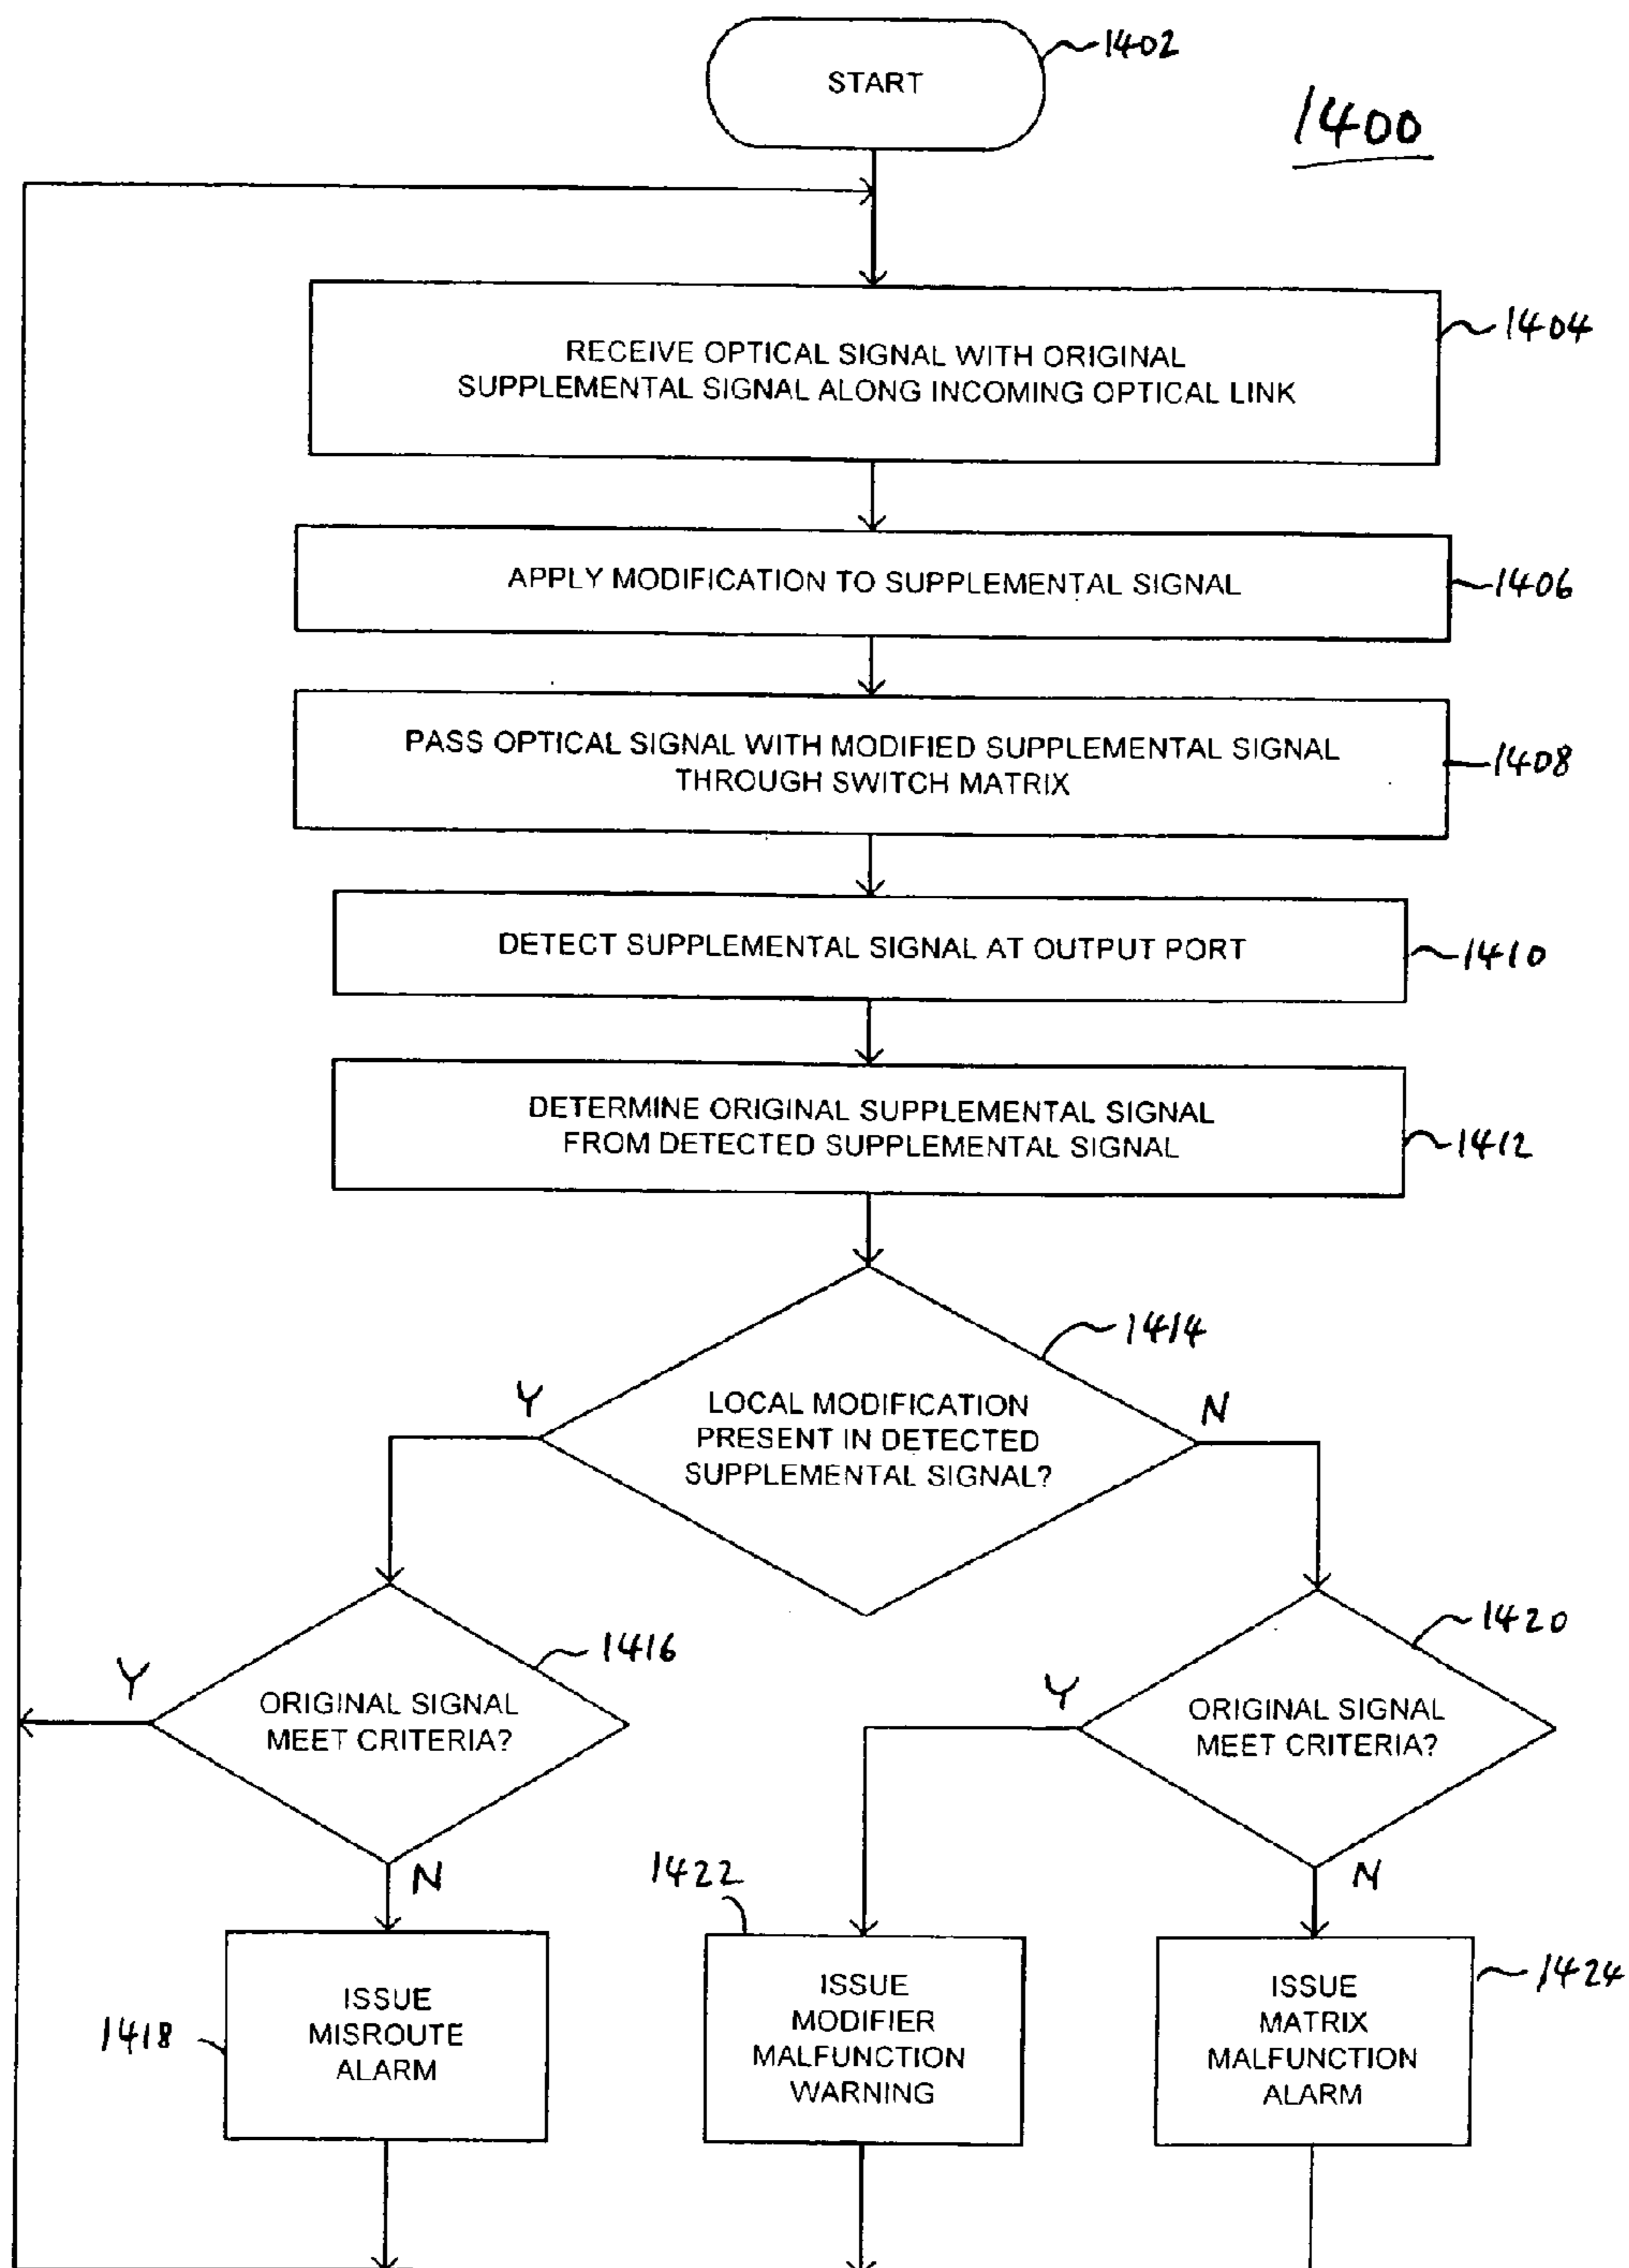 START
1402
1400
RECEIVE OPTICAL SIGNAL WITH ORIGINAL
SUPPLEMENTAL SIGNAL ALONG INCOMING OPTICAL LINK
1404
APPLY MODIFICATION TO SUPPLEMENTAL SIGNAL
1406
PASS OPTICAL SIGNAL WITH MODIFIED SUPPLEMENTAL SIGNAL
THROUGH SWITCH MATRIX
1408
DETECT SUPPLEMENTAL SIGNAL AT OUTPUT PORT
1410
DETERMINE ORIGINAL SUPPLEMENTAL SIGNAL
FROM DETECTED SUPPLEMENTAL SIGNAL
1412
1414
Y
LOCAL MODIFICATION
PRESENT IN DETECTED
SUPPLEMENTAL SIGNAL?
N
1416
Y
ORIGINAL SIGNAL
MEET CRITERIA?
N
1420
Y
ORIGINAL SIGNAL
MEET CRITERIA?
N
1418
ISSUE
MISROUTE
ALARM
1422
ISSUE
MODIFIER
MALFUNCTION
WARNING
ISSUE
MATRIX
MALFUNCTION
ALARM
1424